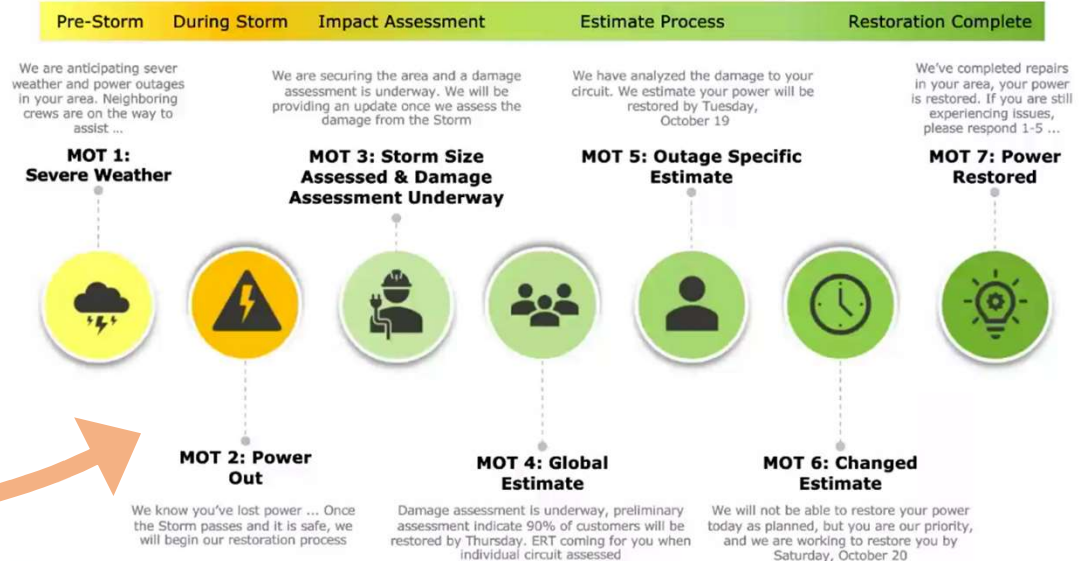 Pre-Storm During Storm Impact Assessment Estimate Process Restoration Complete
We are anticipating sever
weather and power outages
in your area. Neighboring
crews are on the way to
assist ...
MOT 1:
Severe Weather
We are securing the area and a damage
assessment is underway. We will be
providing an update once we assess the
damage from the Storm
MOT 3: Storm Size
Assessed & Damage
Assessment Underway
We have analyzed the damage to your
circuit. We estimate your power will be
restored by Tuesday,
October 19
MOT 5: Outage Specific
Estimate
We've completed repairs
in your area, your power
is restored. If you are still
experiencing issues,
please respond 1-5 ...
MOT 7: Power
Restored
MOT 2: Power
Out
We know you've lost power ... Once
the Storm passes and it is safe, we
will begin our restoration process
MOT 4: Global
Estimate
Damage assessment is underway, preliminary
assessment indicate 90% of customers will be
restored by Thursday. ERT coming for you when
individual circuit assessed
MOT 6: Changed
Estimate
We will not be able to restore your power
today as planned, but you are our priority,
and we are working to restore you by
Saturday, October 20